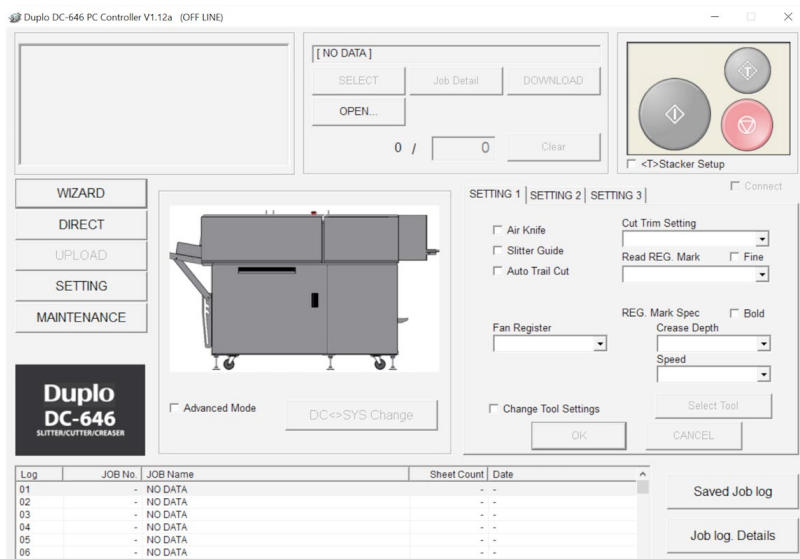 Duplo DC-646 PC Controller V1.12a (OFF LINE)
[ NO DATA ]
SELECT Job Detail DOWNLOAD
OPEN...
0 / 0 Clear
T
<T>Stacker Setup
Connect
WIZARD
DIRECT
UPLOAD
SETTING
MAINTENANCE
Duplo
DC-646
SLITTER/CUTTER/CREASER
Advanced Mode
DC<>SYS Change
SETTING 1 SETTING 2 SETTING 3
Air Knife
Slitter Guide
Auto Trail Cut
Cut Trim Setting
Read REG. Mark Fine
REG. Mark Spec Bold
Fan Register
Crease Depth
Speed
Change Tool Settings
Select Tool
OK CANCEL
Log JOB No. JOB Name Sheet Count Date
01 - NO DATA - -
02 - NO DATA - -
03 - NO DATA - -
04 - NO DATA - -
05 - NO DATA - -
06 - NO DATA - -
Saved Job log
Job log. Details